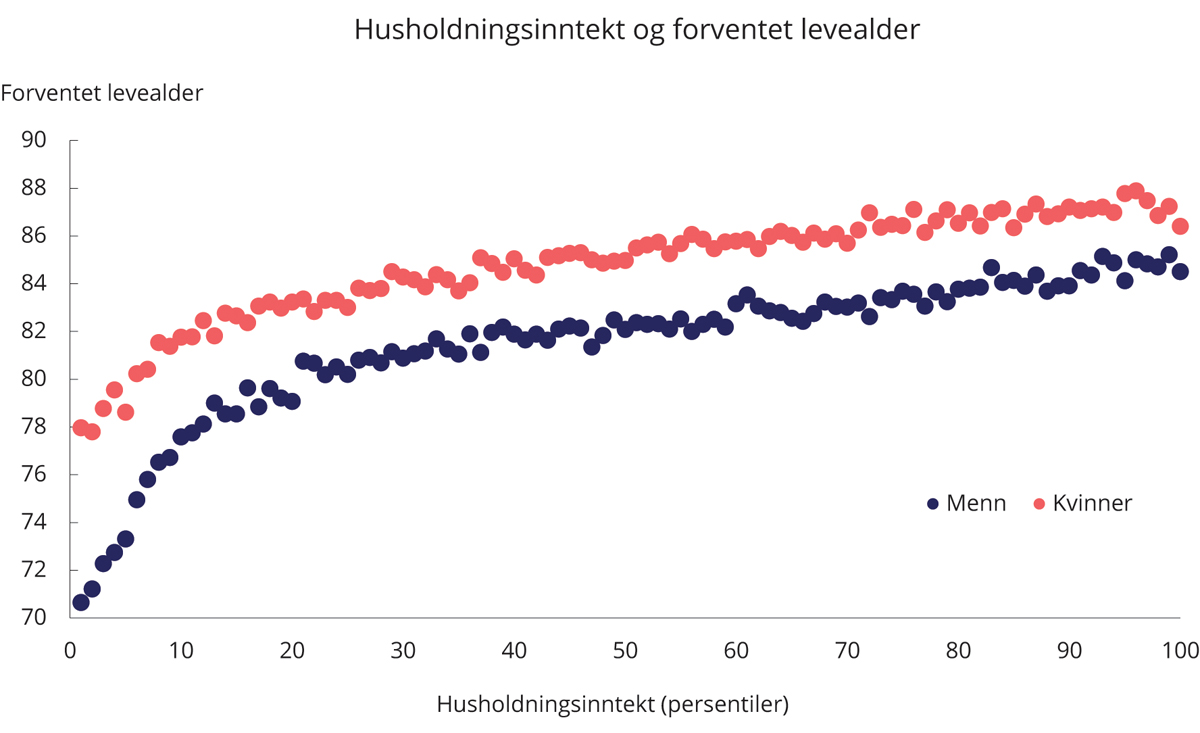 Husholdningsinntekt og forventet levealder
Forventet levealder
90
88
86
84
82
80
78
76
74
72
70
Menn Kvinner
0 10 20 30 40 50 60 70 80 90 100
Husholdningsinntekt (persentiler)